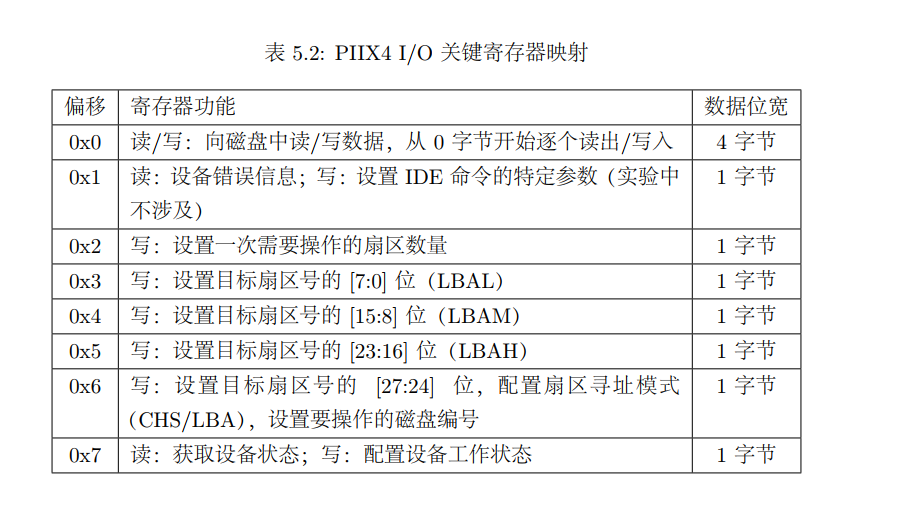 表 5.2: PIIX4 I/O 关键寄存器映射
偏移 寄存器功能 数据位宽
0x0 读/写：向磁盘中读/写数据，从 0 字节开始逐个读出/写入 4 字节
0x1 读：设备错误信息；写：设置 IDE 命令的特定参数（实验中 1 字节
不涉及）
0x2 写：设置一次需要操作的扇区数量 1 字节
0x3 写：设置目标扇区号的 [7:0] 位（LBAL） 1 字节
0x4 写：设置目标扇区号的 [15:8] 位（LBAM） 1 字节
0x5 写：设置目标扇区号的 [23:16] 位（LBAH） 1 字节
0x6 写：设置目标扇区号的 [27:24] 位，配置扇区寻址模式 1 字节
（CHS/LBA），设置要操作的磁盘编号
0x7 读：获取设备状态；写：配置设备工作状态 1 字节